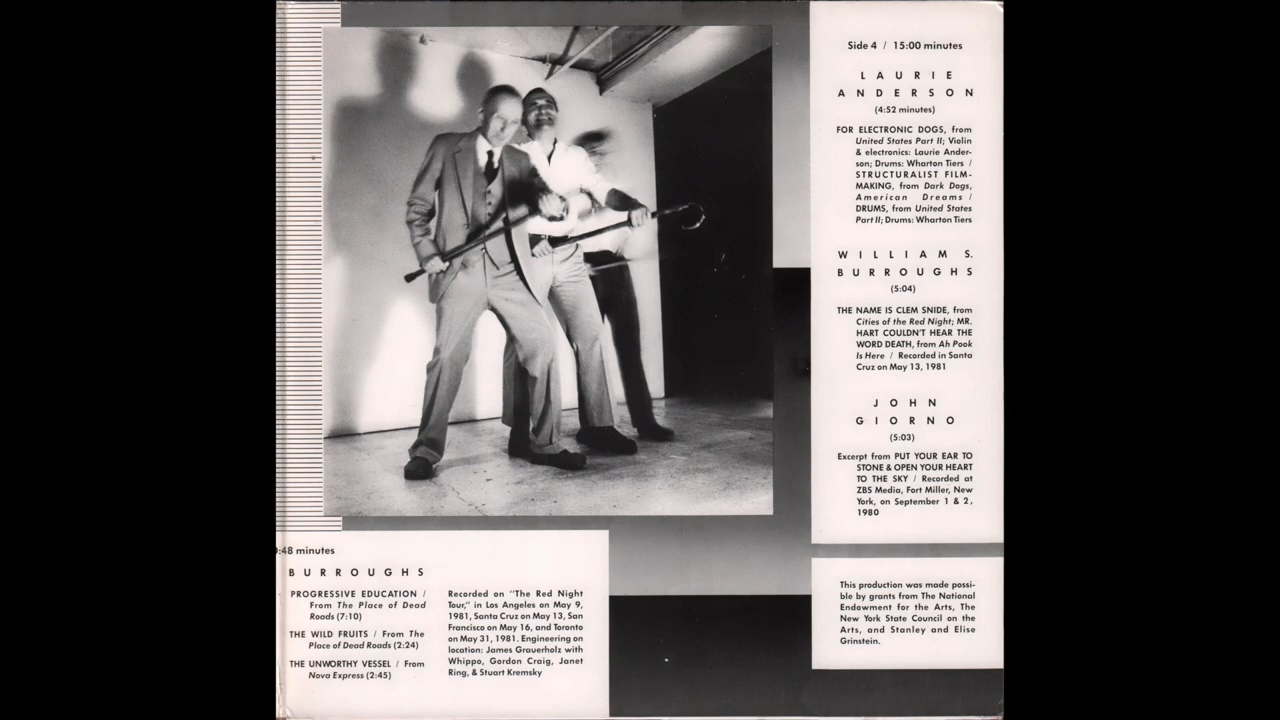 Side 4 / 15:00 minutes
LAURIE
ANDERSON
(4:52 minutes)
FOR ELECTRONIC DOGS, from
United States Part II; Violin
& electronics: Laurie Ander-
son; Drums: Wharton Tiers /
STRUCTURALIST FILM-
MAKING, from Dark Dogs,
American Dreams /
DRUMS, from United States
Part II; Drums: Wharton Tiers
WILLIAM S.
BURROUGHS
(5:04)
THE NAME IS CLEM SNIDE, from
Cities of the Red Night; MR.
HART COULDN'T HEAR THE
WORD DEATH, from Ah Pook
Is Here / Recorded in Santa
Cruz on May 13, 1981
JOHN
GIORNO
(5:03)
Excerpt from PUT YOUR EAR TO
STONE & OPEN YOUR HEART
TO THE SKY / Recorded at
ZBS Media, Fort Miller, New
York, on September 1 & 2,
1980
:48 minutes
BURROUGHS
PROGRESSIVE EDUCATION /
From The Place of Dead
Roads (7:10)
THE WILD FRUITS / From The
Place of Dead Roads (2:24)
THE UNWORTHY VESSEL / From
Nova Express (2:45)
Recorded on "The Red Night
Tour," in Los Angeles on May 9,
1981, Santa Cruz on May 13, San
Francisco on May 16, and Toronto
on May 31, 1981. Engineering on
location: James Grauerholz with
Whippo, Gordon Craig, Janet
Ring, & Stuart Kremsky
This production was made possi-
ble by grants from The National
Endowment for the Arts, The
New York State Council on the
Arts, and Stanley and Elise
Grinstein.